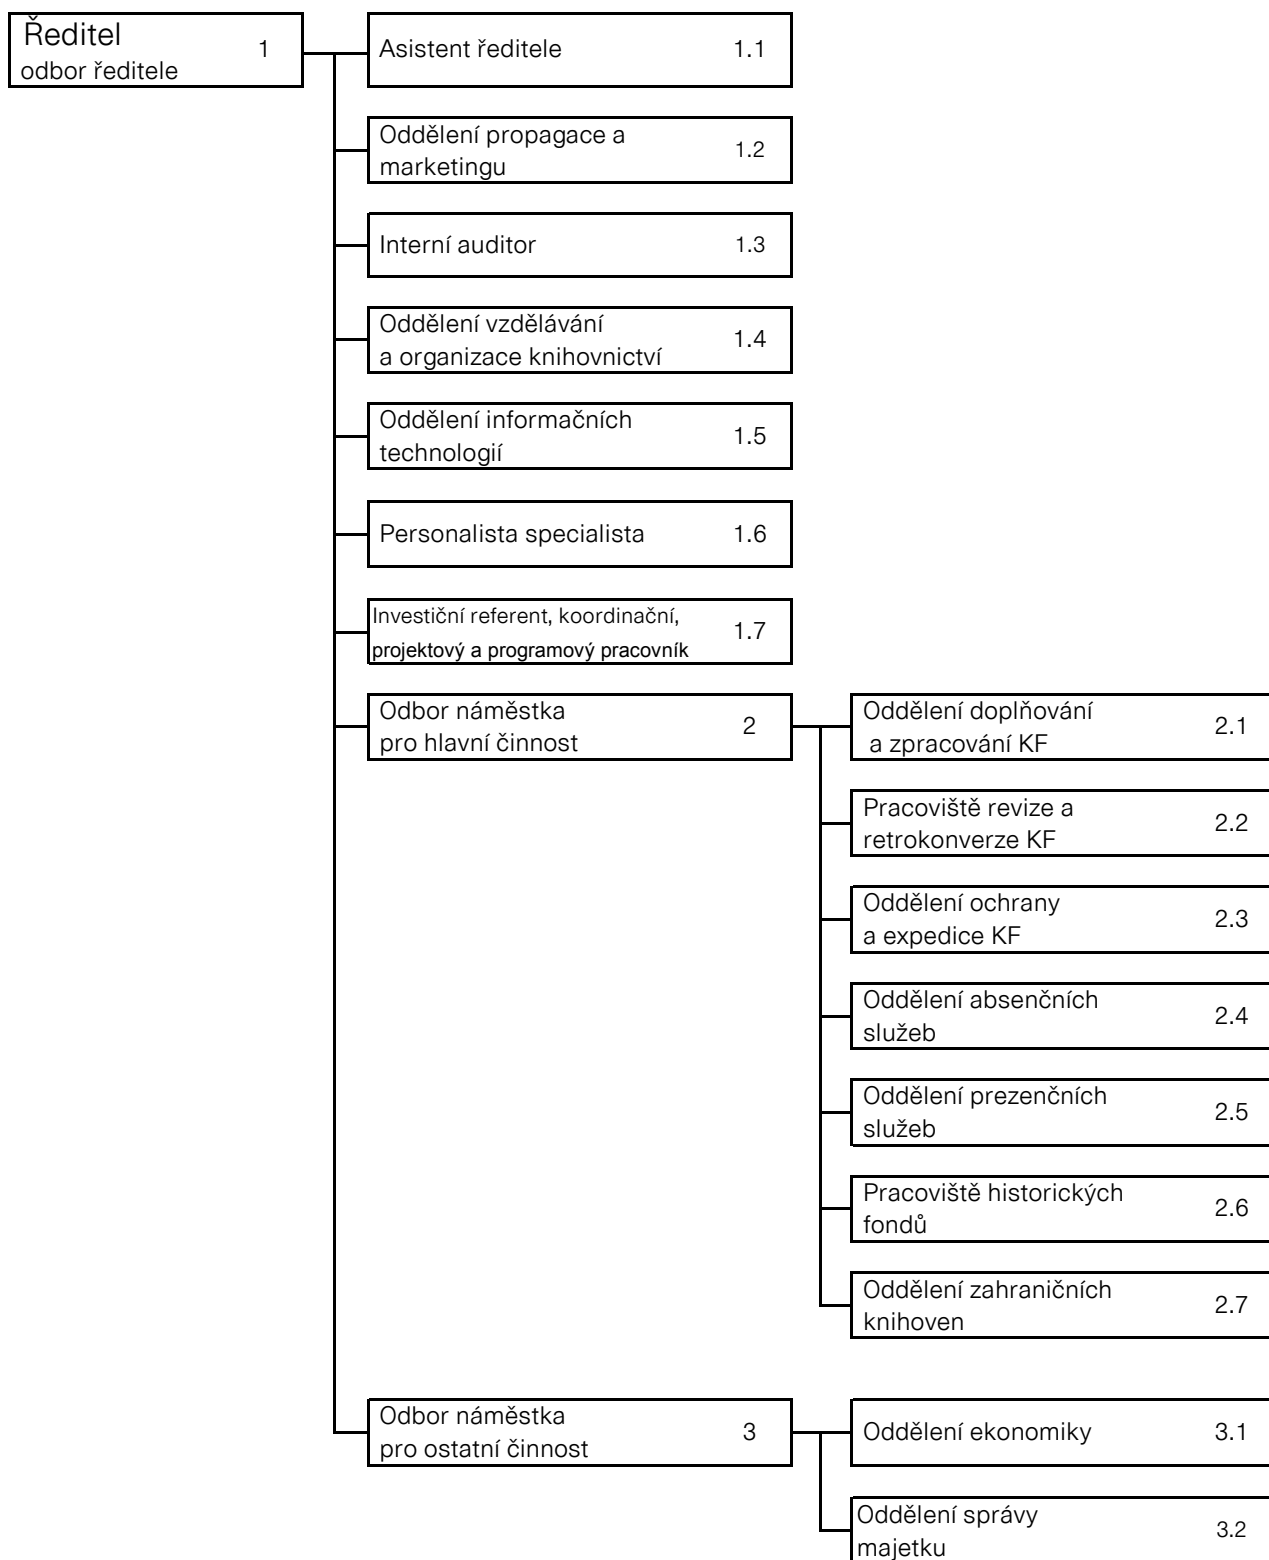 Ředitel
odbor ředitele
1
Asistent ředitele
1.1
Oddělení propagace a
marketingu
1.2
Interní auditor
1.3
Oddělení vzdělávání
a organizace knihovnictví
1.4
Oddělení informačních
technologií
1.5
Personalista specialista
1.6
Investiční referent, koordinační,
projektový a programový pracovník
1.7
Odbor náměstka
pro hlavní činnost
2
Oddělení doplňování
a zpracování KF
2.1
Pracoviště revize a
retrokonverze KF
2.2
Oddělení ochrany
a expedice KF
2.3
Oddělení absenčních
služeb
2.4
Oddělení prezenčních
služeb
2.5
Pracoviště historických
fondů
2.6
Oddělení zahraničních
knihoven
2.7
Odbor náměstka
pro ostatní činnost
3
Oddělení ekonomiky
3.1
Oddělení správy
majetku
3.2